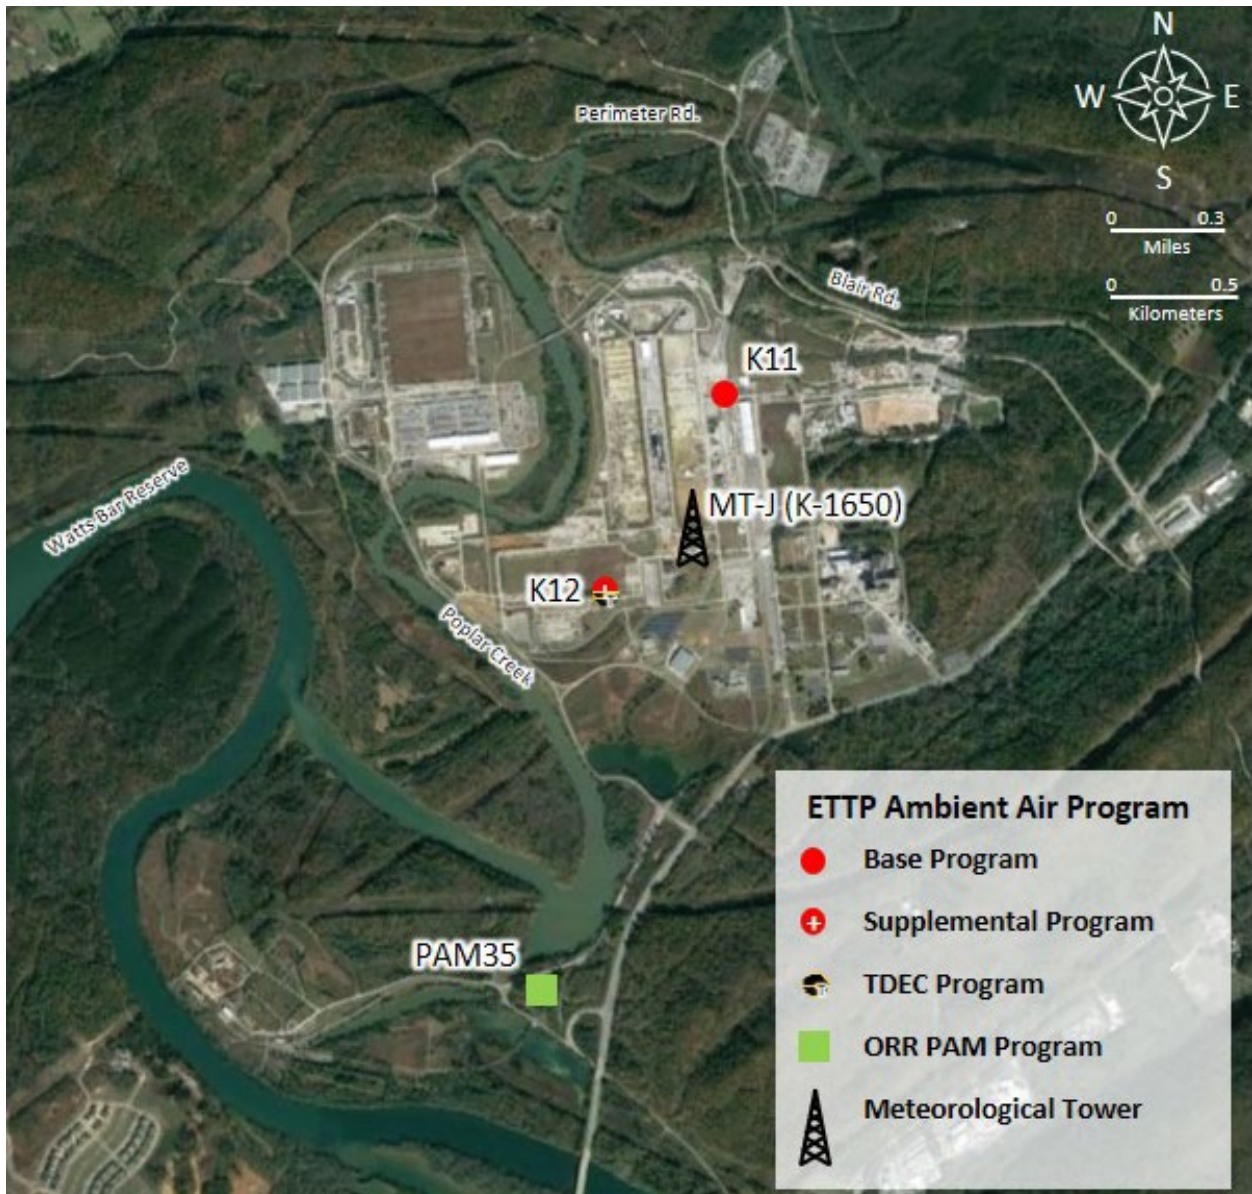 N
W E
S
Perimeter Rd.
0 0.3
Miles
0 0.5
Kilometers
Blair Rd.
K11
Watts Bar Reserve
MT-J (K-1650)
K12
Poplar Creek
PAM35
ETTP Ambient Air Program
Base Program
Supplemental Program
TDEC Program
ORR PAM Program
Meteorological Tower